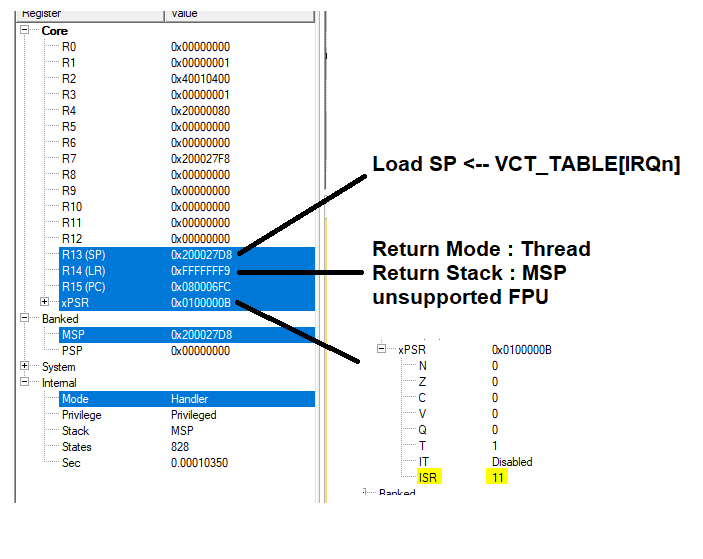 Register Value
Core
R0 0x00000000
R1 0x00000001
R2 0x40010400
R3 0x00000001
R4 0x20000080
R5 0x00000000
R6 0x00000000
R7 0x200027F8
R8 0x00000000
R9 0x00000000
R10 0x00000000
R11 0x00000000
R12 0x00000000
R13 (SP) 0x200027D8
R14 (LR) 0xFFFFFFF9
R15 (PC) 0x080006FC
xPSR 0x0100000B
Banked
MSP 0x200027D8
PSP 0x00000000
System
Internal
Mode Handler
Privilege Privileged
Stack MSP
States 828
Sec 0.00010350
Load SP <-- VCT_TABLE[IRQn]
Return Mode : Thread
Return Stack : MSP
unsupported FPU
xPSR 0x0100000B
N 0
Z 0
C 0
V 0
Q 0
T 1
IT Disabled
ISR 11
Banked